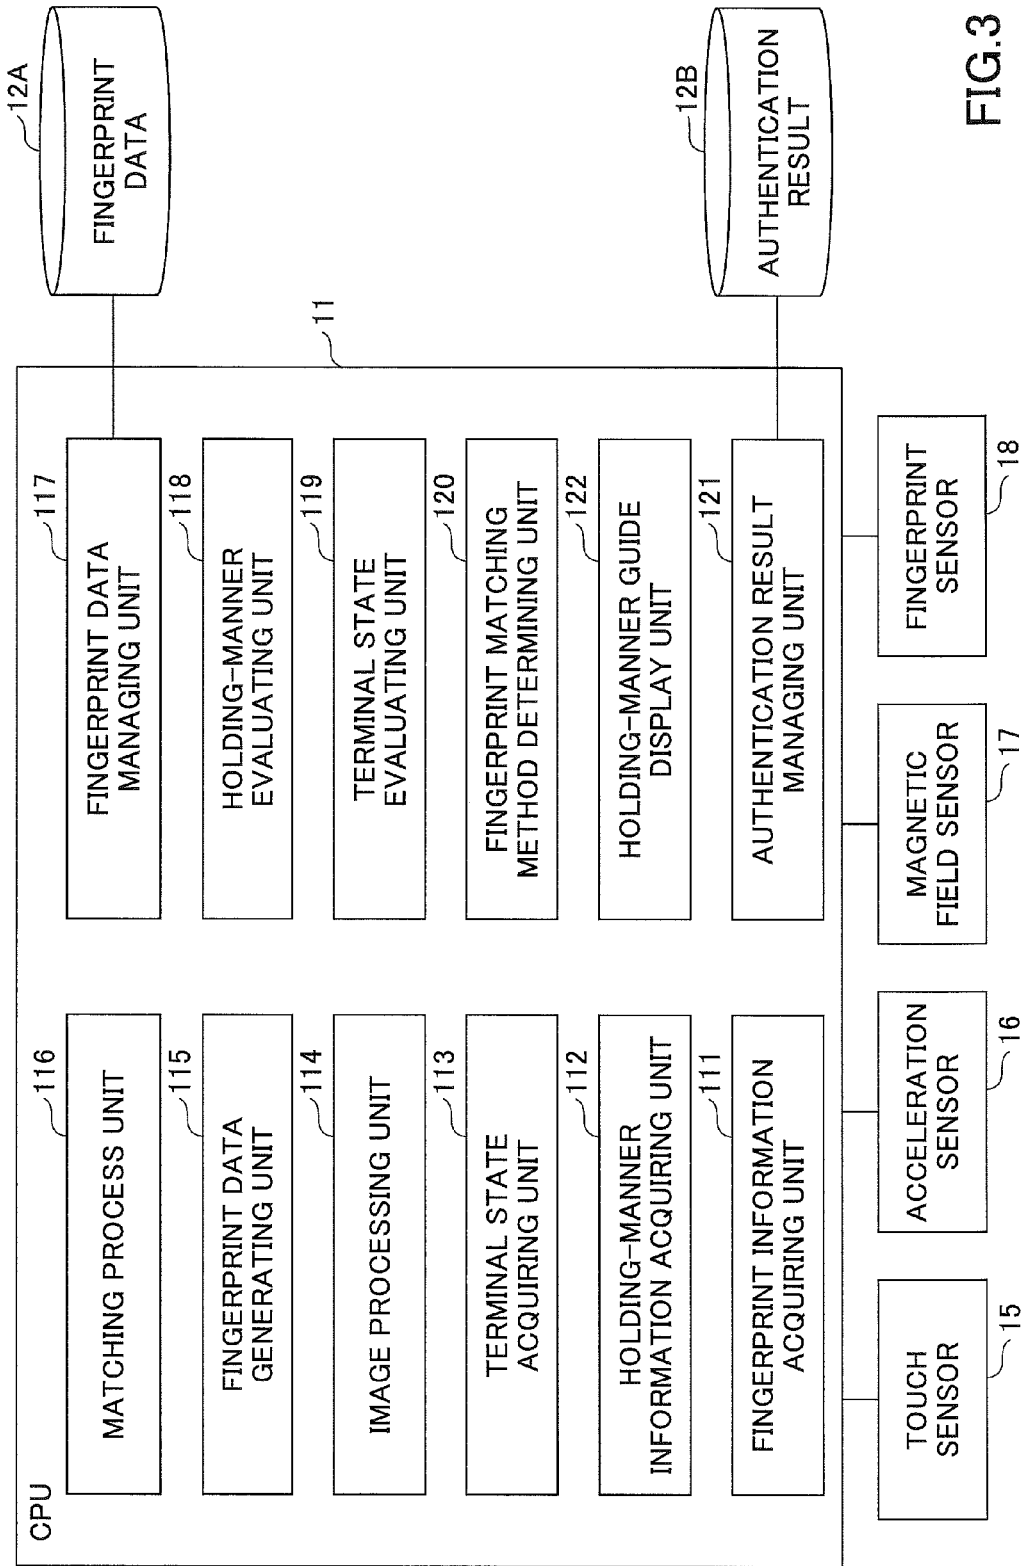 CPU
11
116
MATCHING PROCESS UNIT
115
FINGERPRINT DATA
GENERATING UNIT
114
IMAGE PROCESSING UNIT
113
TERMINAL STATE
ACQUIRING UNIT
112
HOLDING-MANNER
INFORMATION ACQUIRING UNIT
111
FINGERPRINT INFORMATION
ACQUIRING UNIT
117
FINGERPRINT DATA
MANAGING UNIT
118
HOLDING-MANNER
EVALUATING UNIT
119
TERMINAL STATE
EVALUATING UNIT
120
FINGERPRINT MATCHING
METHOD DETERMINING UNIT
122
HOLDING-MANNER GUIDE
DISPLAY UNIT
121
AUTHENTICATION RESULT
MANAGING UNIT
12A
FINGERPRINT
DATA
12B
AUTHENTICATION
RESULT
TOUCH
SENSOR
15
ACCELERATION
SENSOR
16
MAGNETIC
FIELD SENSOR
17
FINGERPRINT
SENSOR
18
FIG.3